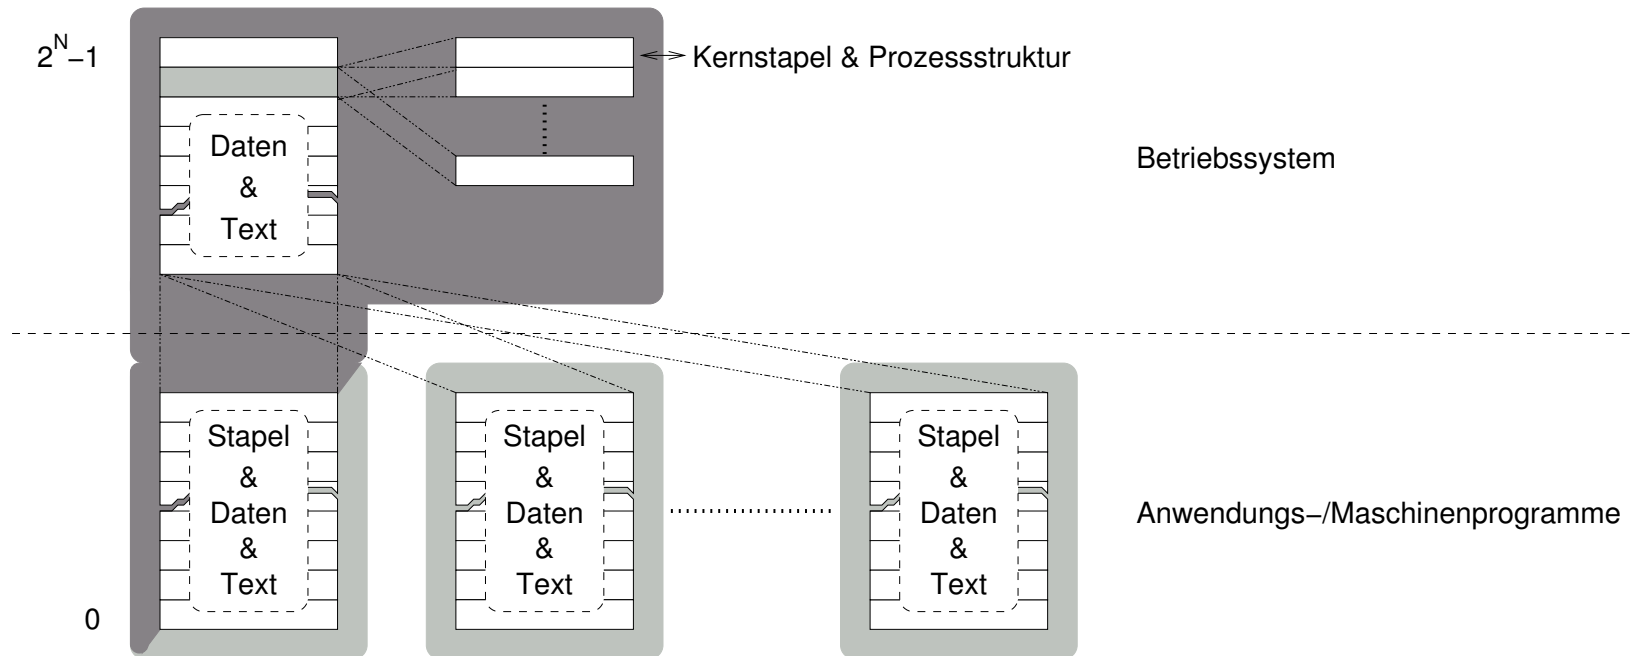 2^N–1
Kernstapel & Prozessstruktur
Daten
&
Text
Betriebssystem
Stapel
&
Daten
&
Text
Stapel
&
Daten
&
Text
Stapel
&
Daten
&
Text
Anwendungs–/Maschinenprogramme
0